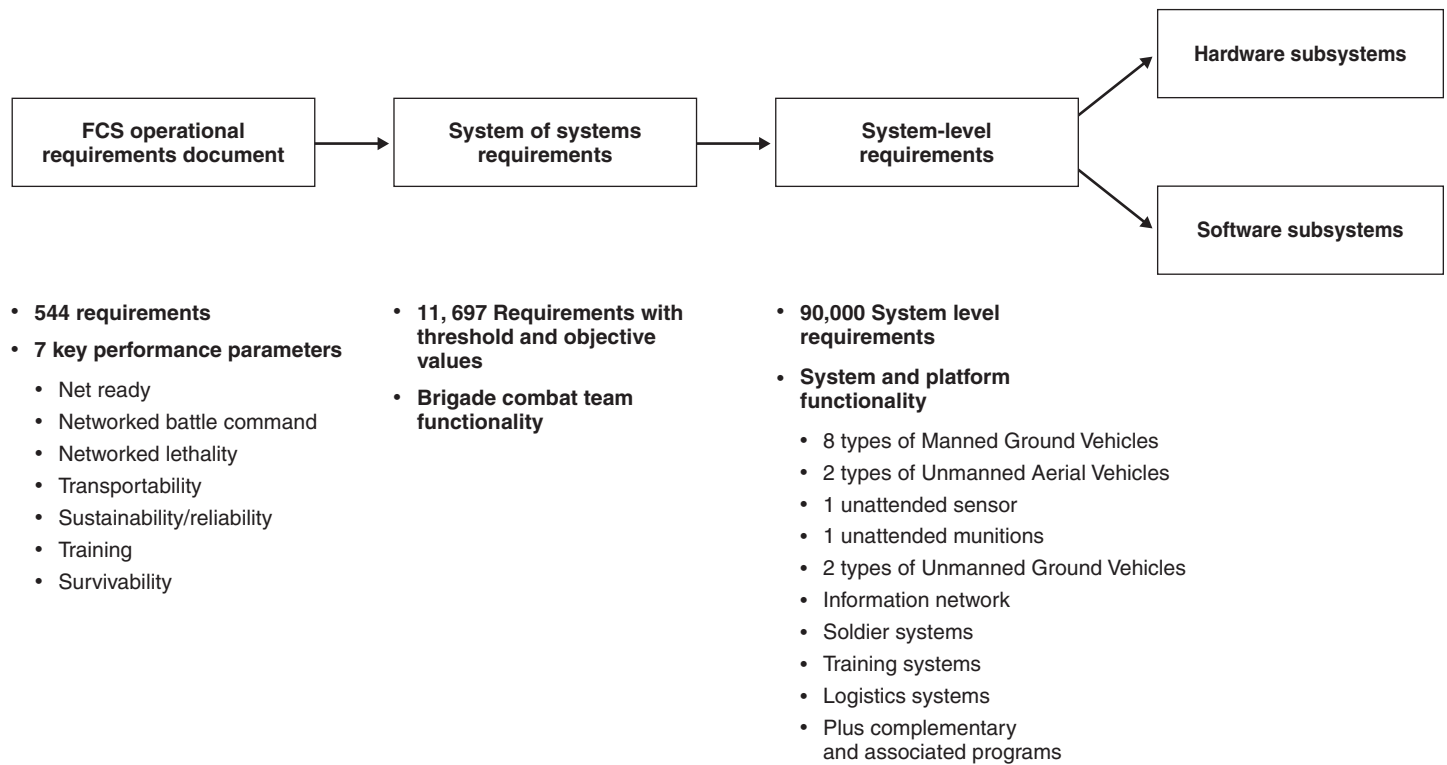 FCS operational
requirements document
System of systems
requirements
System-level
requirements
Hardware subsystems
Software subsystems
• 544 requirements
• 7 key performance parameters
• Net ready
• Networked battle command
• Networked lethality
• Transportability
• Sustainability/reliability
• Training
• Survivability
• 11, 697 Requirements with
threshold and objective
values
• Brigade combat team
functionality
• 90,000 System level
requirements
• System and platform
functionality
• 8 types of Manned Ground Vehicles
• 2 types of Unmanned Aerial Vehicles
• 1 unattended sensor
• 1 unattended munitions
• 2 types of Unmanned Ground Vehicles
• Information network
• Soldier systems
• Training systems
• Logistics systems
• Plus complementary
and associated programs